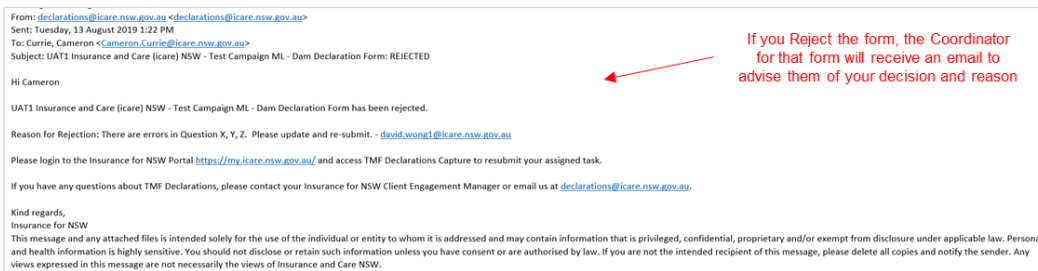 From: declarations@icare.nsw.gov.au <declarations@icare.nsw.gov.au>
Sent: Tuesday, 13 August 2019 1:22 PM
To: Currie, Cameron <Cameron.Currie@icare.nsw.gov.au>
Subject: UAT1 Insurance and Care (icare) NSW - Test Campaign ML - Dam Declaration Form: REJECTED
If you Reject the form, the Coordinator
for that form will receive an email to
advise them of your decision and reason
Hi Cameron
UAT1 Insurance and Care (icare) NSW - Test Campaign ML - Dam Declaration Form has been rejected.
Reason for Rejection: There are errors in Question X, Y, Z. Please update and re-submit. - david.wong1@icare.nsw.gov.au
Please login to the Insurance for NSW Portal https://my.icare.nsw.gov.au/ and access TMF Declarations Capture to resubmit your assigned task.
If you have any questions about TMF Declarations, please contact your Insurance for NSW Client Engagement Manager or email us at declarations@icare.nsw.gov.au.
Kind regards,
Insurance for NSW
This message and any attached files is intended solely for the use of the individual or entity to whom it is addressed and may contain information that is privileged, confidential, proprietary and/or exempt from disclosure under applicable law. Persona
and health information is highly sensitive. You should not disclose or retain such information unless you have consent or are authorised by law. If you are not the intended recipient of this message, please delete all copies and notify the sender. Any
views expressed in this message are not necessarily the views of Insurance and Care NSW.